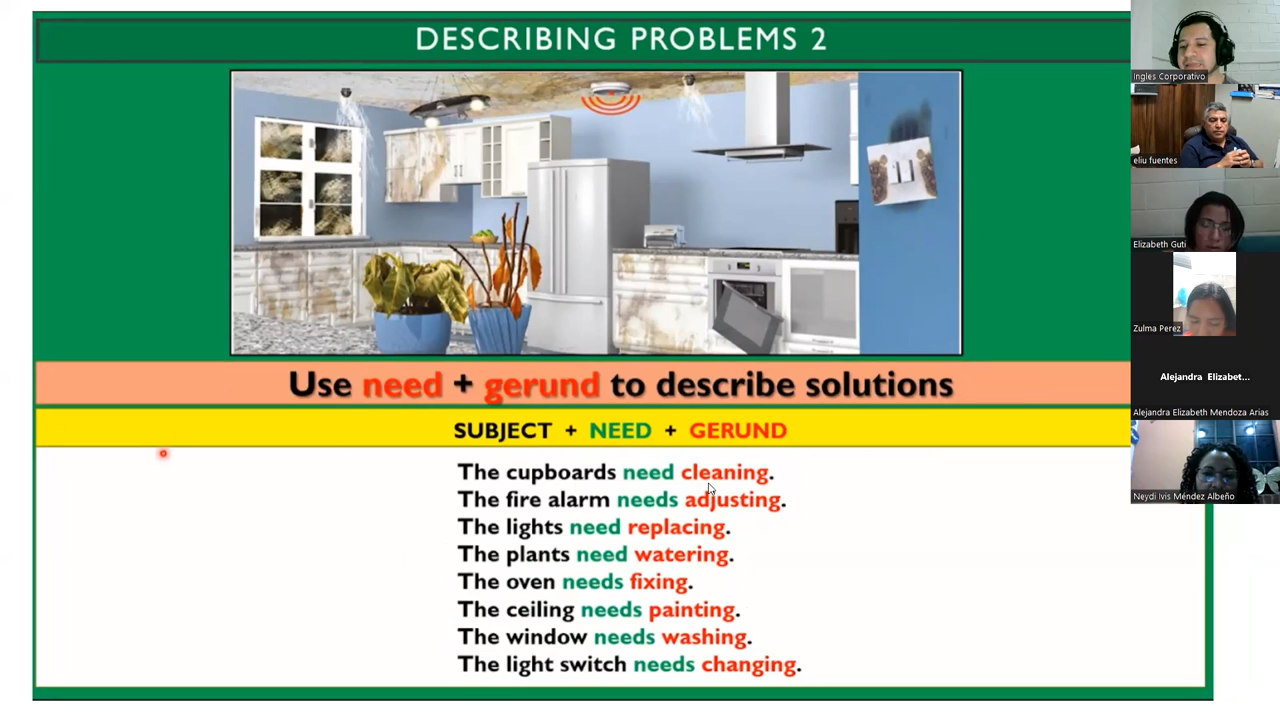 DESCRIBING PROBLEMS 2
Use need + gerund to describe solutions
SUBJECT + NEED + GERUND
The cupboards need cleaning.
The fire alarm needs adjusting.
The lights need replacing.
The plants need watering.
The oven needs fixing.
The ceiling needs painting.
The window needs washing.
The light switch needs changing.
Ingles Corporativo
eliu fuentes
Elizabeth Guti
Zulma Perez
Alejandra Elizabet...
Alejandra Elizabeth Mendoza Arias
Neydi Ivis Méndez Albeño